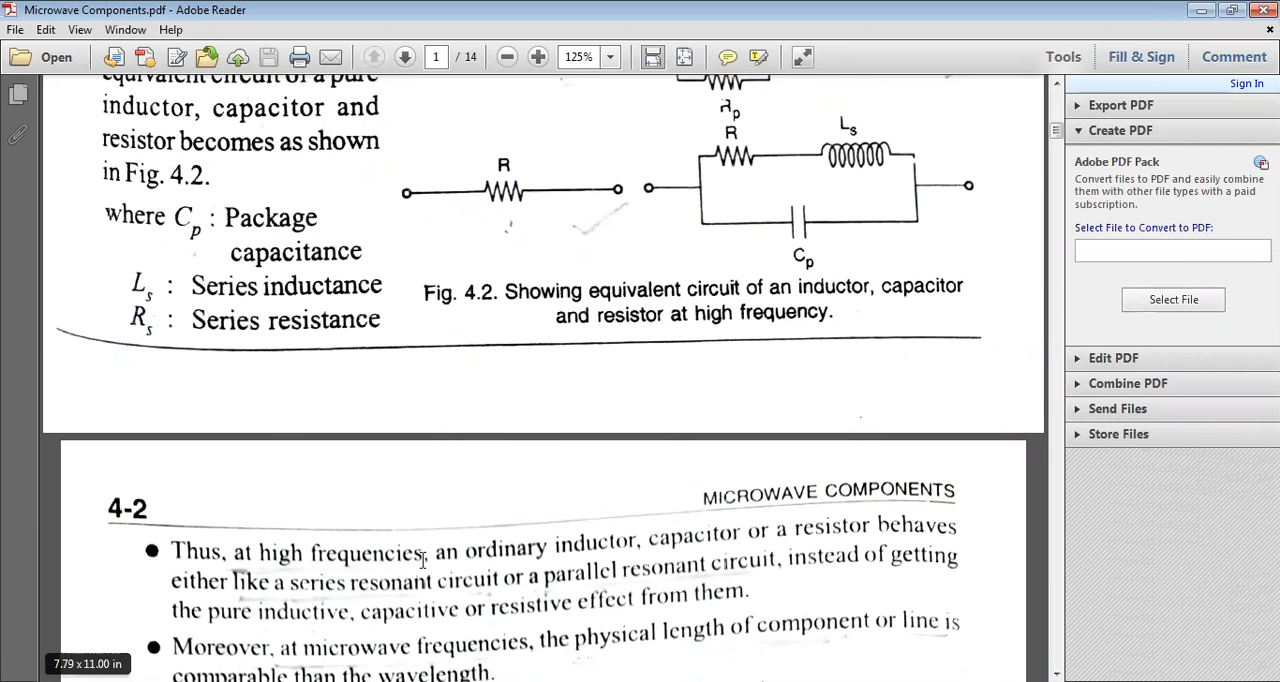 Microwave Components.pdf - Adobe Reader
File Edit View Window Help
Open 1 / 14 125% Tools Fill & Sign Comment
Sign In
Export PDF
Create PDF
Adobe PDF Pack
Convert files to PDF and easily combine
them with other file types with a paid
subscription.
Select File to Convert to PDF:
Select File
Edit PDF
Combine PDF
Send Files
Store Files
equivalent circuit of a pure
inductor, capacitor and
resistor becomes as shown
in Fig. 4.2.
where Cp : Package
capacitance
Ls : Series inductance
Rs : Series resistance
R
Rp
R
Ls
Cp
Fig. 4.2. Showing equivalent circuit of an inductor, capacitor
and resistor at high frequency.
4-2
MICROWAVE COMPONENTS
● Thus, at high frequencies, an ordinary inductor, capacitor or a resistor behaves
either like a series resonant circuit or a parallel resonant circuit, instead of getting
the pure inductive, capacitive or resistive effect from them.
● Moreover, at microwave frequencies, the physical length of component or line is
comparable than the wavelength.
7.79 x 11.00 in